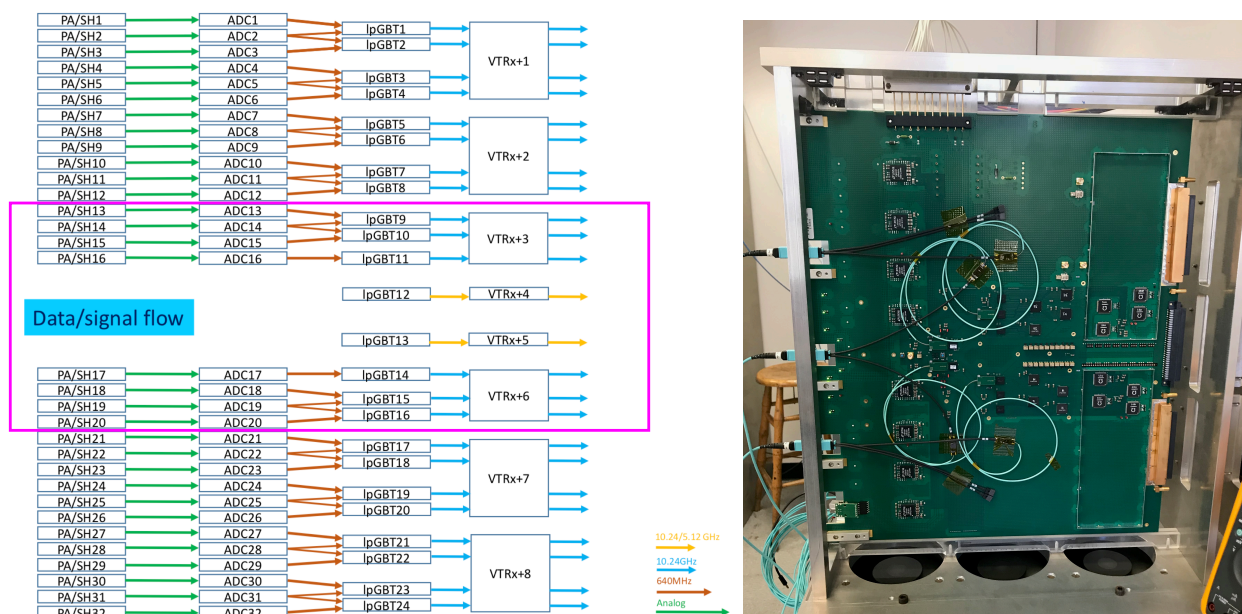 PA/SH1 ADC1
PA/SH2 ADC2 lpGBT1
PA/SH3 ADC3 lpGBT2
VTRx+1
PA/SH4 ADC4
PA/SH5 ADC5 lpGBT3
PA/SH6 ADC6 lpGBT4
PA/SH7 ADC7
PA/SH8 ADC8 lpGBT5
PA/SH9 ADC9 lpGBT6
VTRx+2
PA/SH10 ADC10
PA/SH11 ADC11 lpGBT7
PA/SH12 ADC12 lpGBT8
PA/SH13 ADC13
PA/SH14 ADC14 lpGBT9
PA/SH15 ADC15 lpGBT10
VTRx+3
PA/SH16 ADC16 lpGBT11
lpGBT12 VTRx+4
Data/signal flow
lpGBT13 VTRx+5
PA/SH17 ADC17 lpGBT14
PA/SH18 ADC18
VTRx+6
PA/SH19 ADC19 lpGBT15
PA/SH20 ADC20 lpGBT16
PA/SH21 ADC21
PA/SH22 ADC22 lpGBT17
PA/SH23 ADC23 lpGBT18
VTRx+7
PA/SH24 ADC24
PA/SH25 ADC25 lpGBT19
PA/SH26 ADC26 lpGBT20
PA/SH27 ADC27
PA/SH28 ADC28 lpGBT21
PA/SH29 ADC29 lpGBT22
VTRx+8
PA/SH30 ADC30
PA/SH31 ADC31 lpGBT23
PA/SH32 ADC32 lpGBT24
10.24/5.12 GHz
10.24GHz
640MHz
Analog